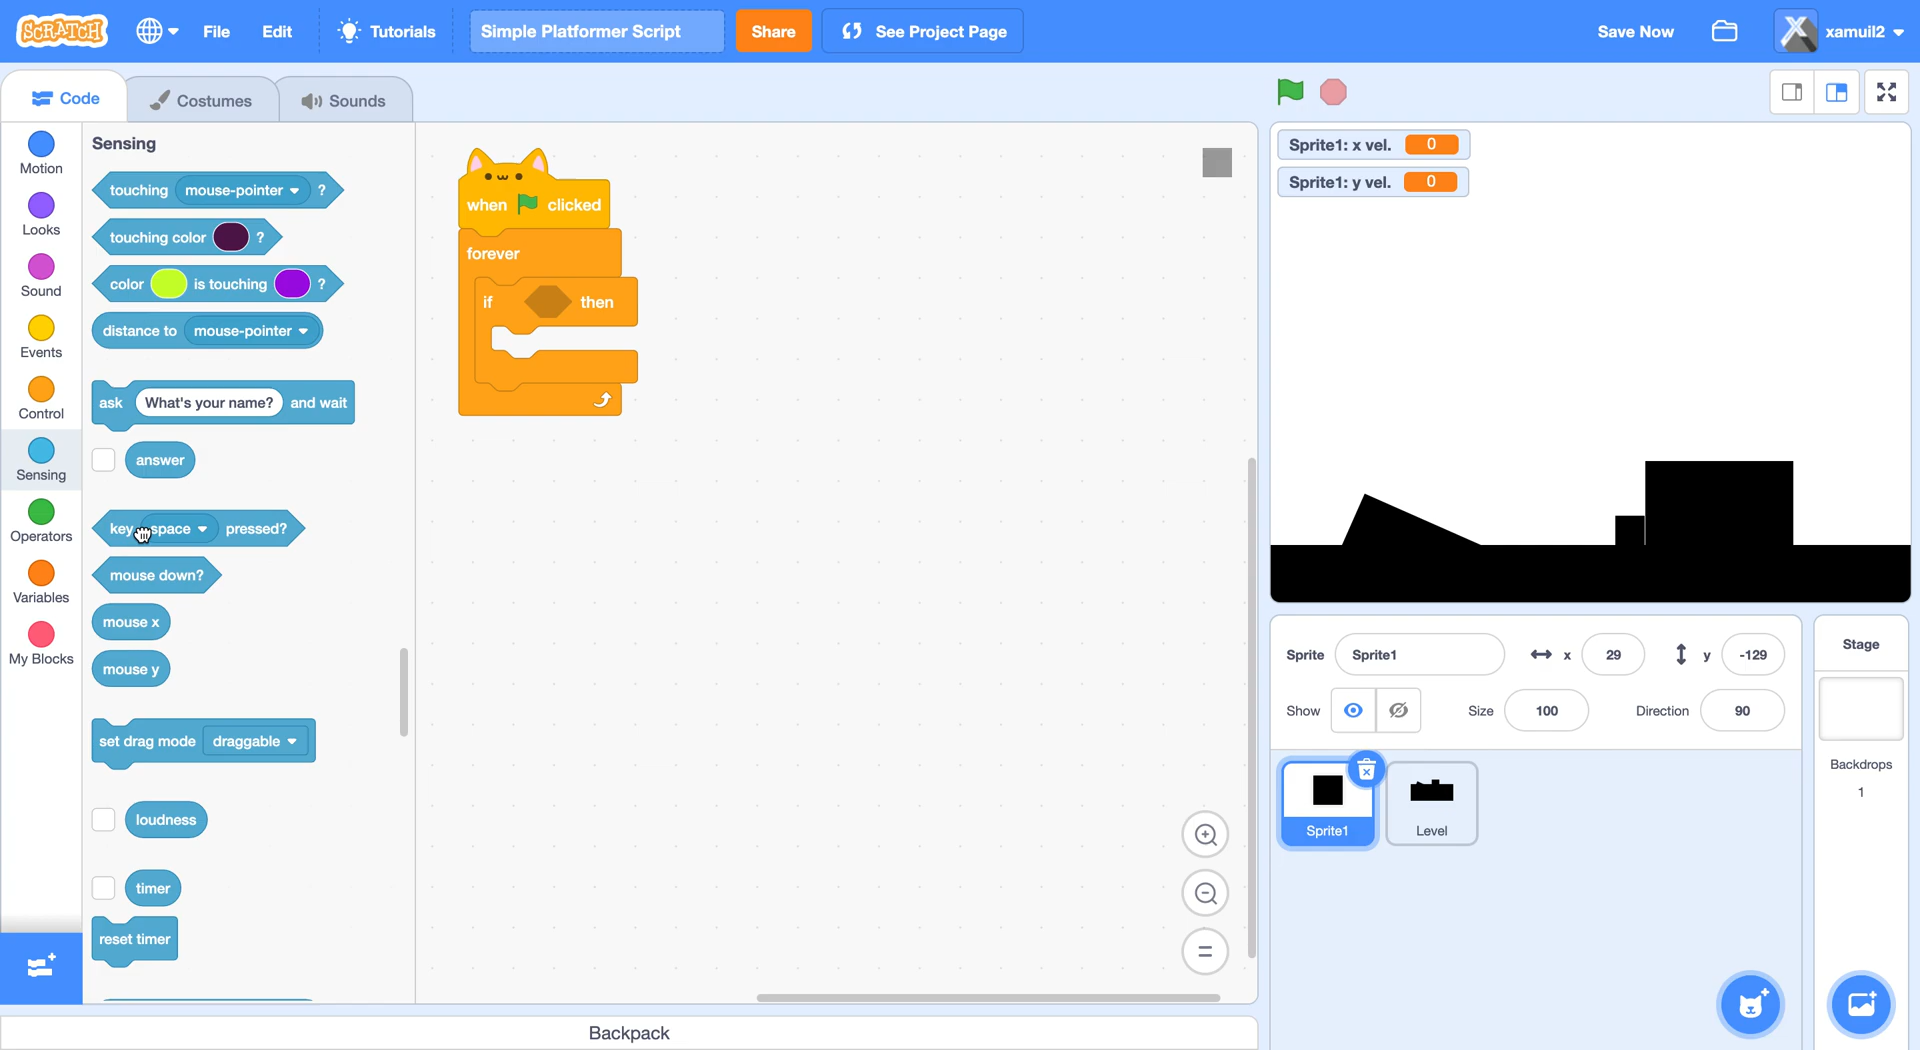 SCRATCH File Edit Tutorials Simple Platformer Script Share See Project Page Save Now xamuil2
Code Costumes Sounds
Motion
Looks
Sound
Events
Control
Sensing
Operators
Variables
My Blocks
Sensing
touching mouse-pointer ?
touching color ?
color is touching ?
distance to mouse-pointer
ask What's your name? and wait
answer
key space pressed?
mouse down?
mouse x
mouse y
set drag mode draggable
loudness
timer
reset timer
when clicked
forever
if then
Backpack
Sprite1: x vel. 0
Sprite1: y vel. 0
Sprite Sprite1 x 29 y -129
Show Size 100 Direction 90
Sprite1 Level
Stage
Backdrops
1